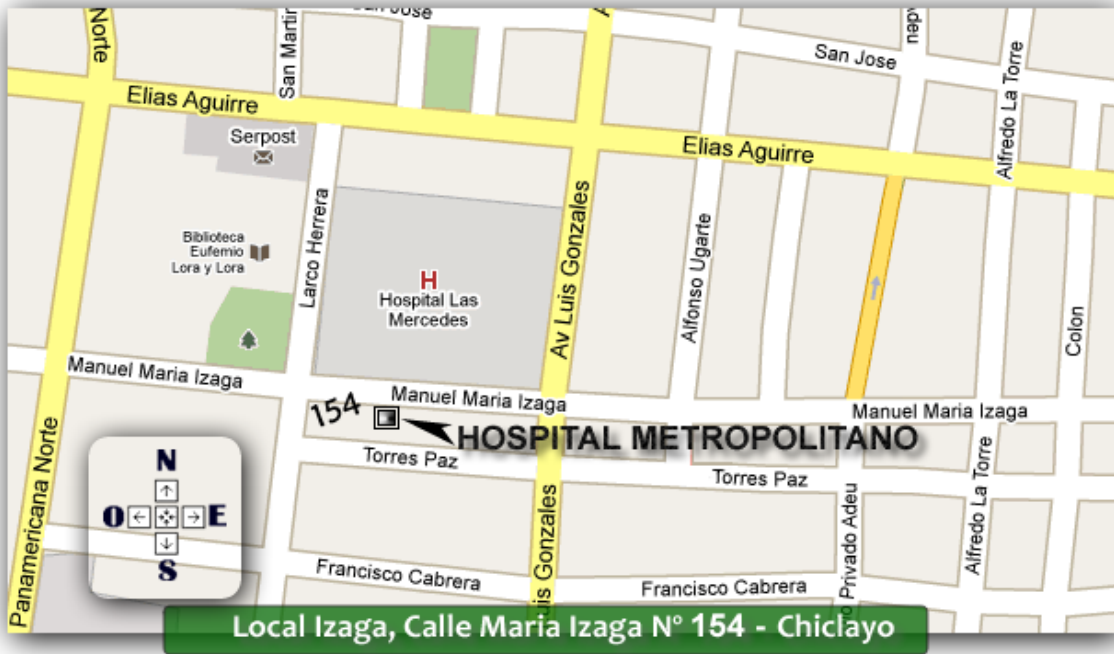 San Jose
Norte
San Martin
San Jose
Alfredo La Torre
Elias Aguirre
Elias Aguirre
Serpost
Biblioteca
Eufemio
Lora y Lora
Larco Herrera
H
Hospital Las
Mercedes
Av Luis Gonzales
Alfonso Ugarte
Colon
Manuel Maria Izaga
Manuel Maria Izaga
Manuel Maria Izaga
154
HOSPITAL METROPOLITANO
Torres Paz
Torres Paz
Panamericana Norte
N
O E
S
Luis Gonzales
Privado Adeu
Alfredo La Torre
Francisco Cabrera
Francisco Cabrera
Local Izaga, Calle Maria Izaga Nº 154 - Chiclayo